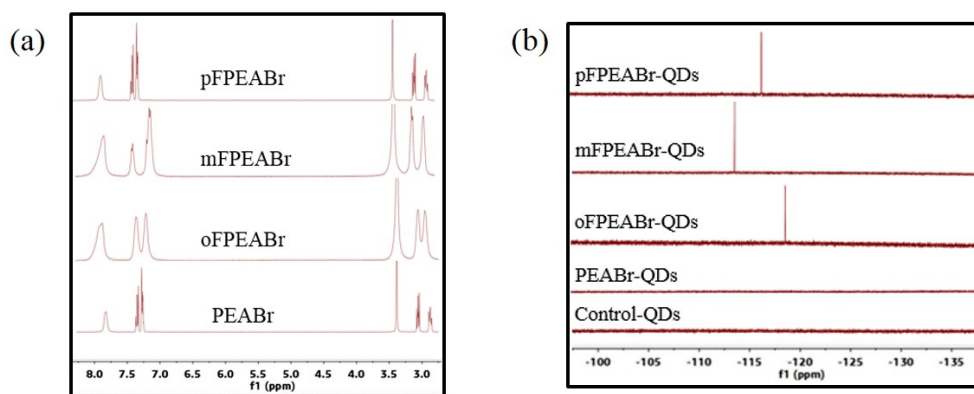 (a)
pFPEABr
mFPEABr
oFPEABr
PEABr
8.0 7.5 7.0 6.5 6.0 5.5 5.0 4.5 4.0 3.5 3.0
f1 (ppm)
(b)
pFPEABr-QDs
mFPEABr-QDs
oFPEABr-QDs
PEABr-QDs
Control-QDs
-100 -105 -110 -115 -120 -125 -130 -135
f1 (ppm)